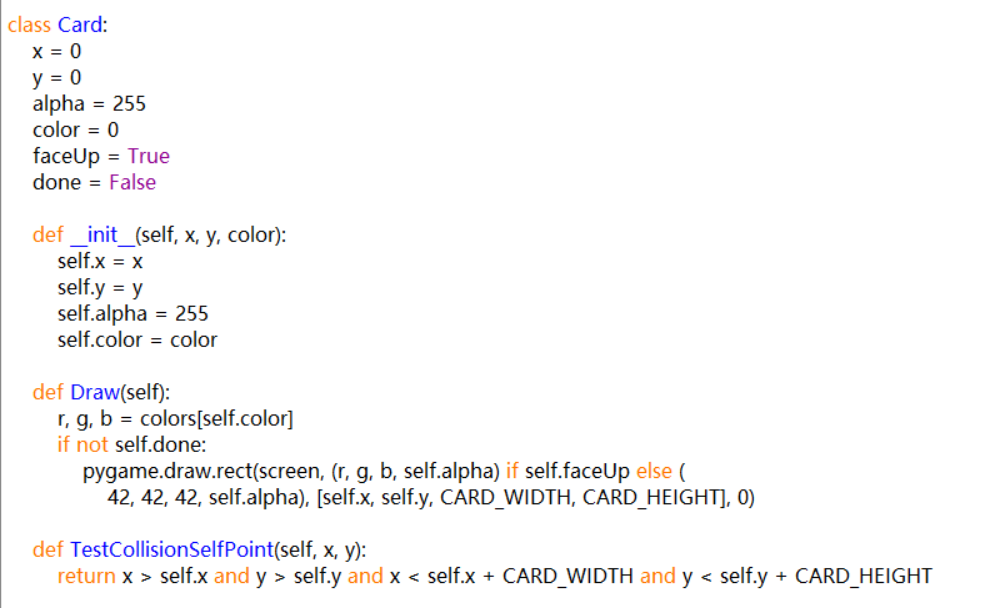 class Card:
    x = 0
    y = 0
    alpha = 255
    color = 0
    faceUp = True
    done = False

    def __init__(self, x, y, color):
        self.x = x
        self.y = y
        self.alpha = 255
        self.color = color

    def Draw(self):
        r, g, b = colors[self.color]
        if not self.done:
            pygame.draw.rect(screen, (r, g, b, self.alpha) if self.faceUp else (
                42, 42, 42, self.alpha), [self.x, self.y, CARD_WIDTH, CARD_HEIGHT], 0)

    def TestCollisionSelfPoint(self, x, y):
        return x > self.x and y > self.y and x < self.x + CARD_WIDTH and y < self.y + CARD_HEIGHT